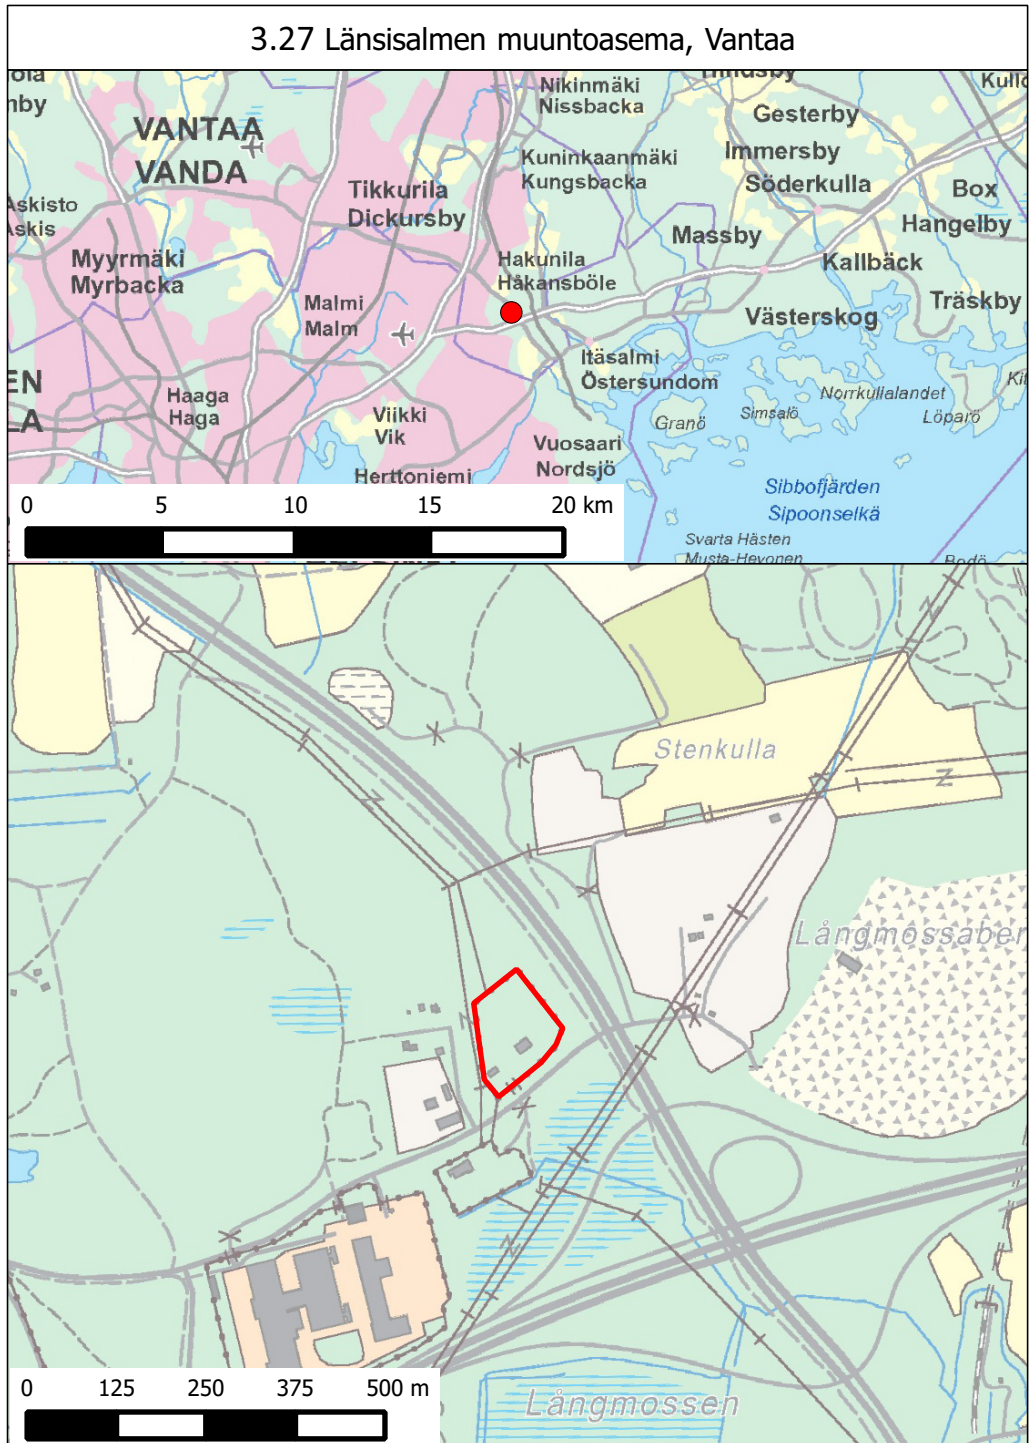 3.27 Länsisalmen muuntoasema, Vantaa
Nikinmäki
Nissbacka
Gesterby
VANTAA
VANDA
Immersby
Kuninkaanmäki
Kungsbacka
Tikkurila
Dickursby
Söderkulla
Box
Hangelby
Askisto
Askis
Massby
Myyrmäki
Myrbacka
Hakunila
Håkansböle
Kallbäck
Malmi
Malm
Träskby
Västerskog
Itäsalmi
Östersundom
Haaga
Haga
Norrkullalandet
Löparö
Simsalö
Granö
Viikki
Vik
Vuosaari
Nordsjö
Herttoniemi
Sibbofjärden
Sipoonselkä
Svarta Hästen
Musta-Hevonen
0 5 10 15 20 km
Stenkulla
Långmossaber
0 125 250 375 500 m
Långmossen